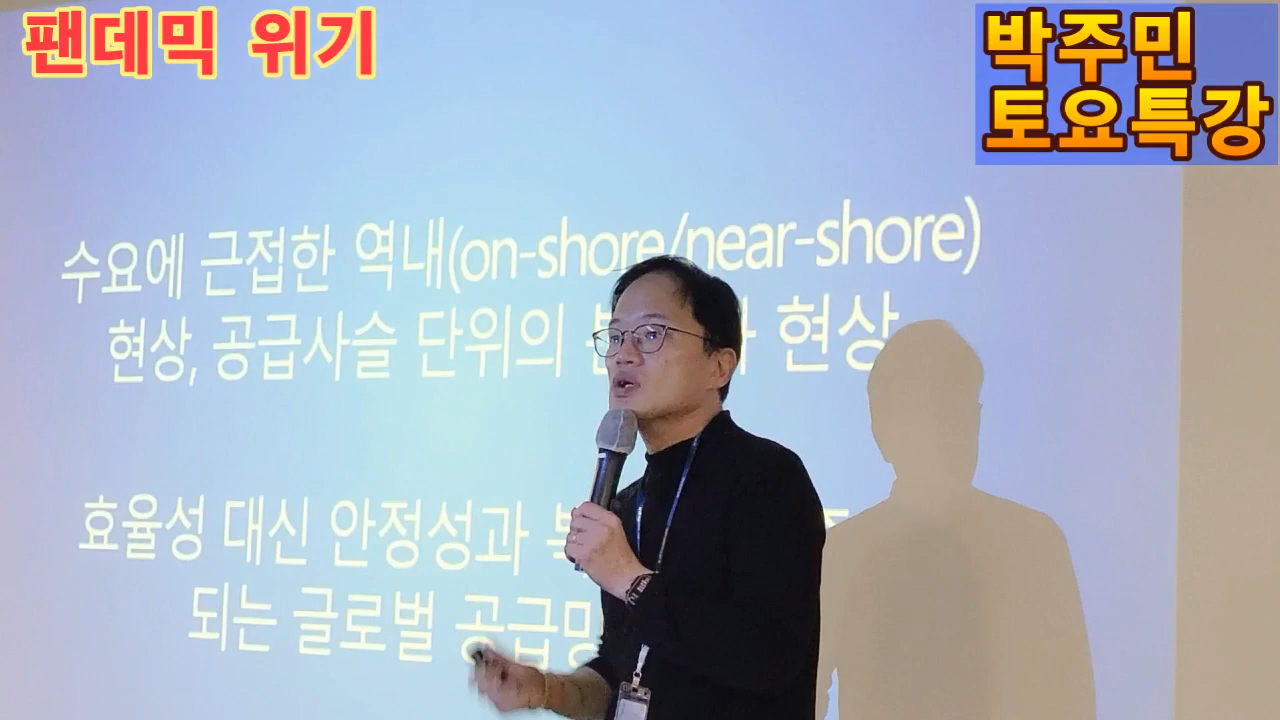 팬데믹 위기
박주민
토요특강
수요에 근접한 역내(on-shore/near-shore)
현상, 공급사슬 단위의 현상
효율성 대신 안정성과
되는 글로벌